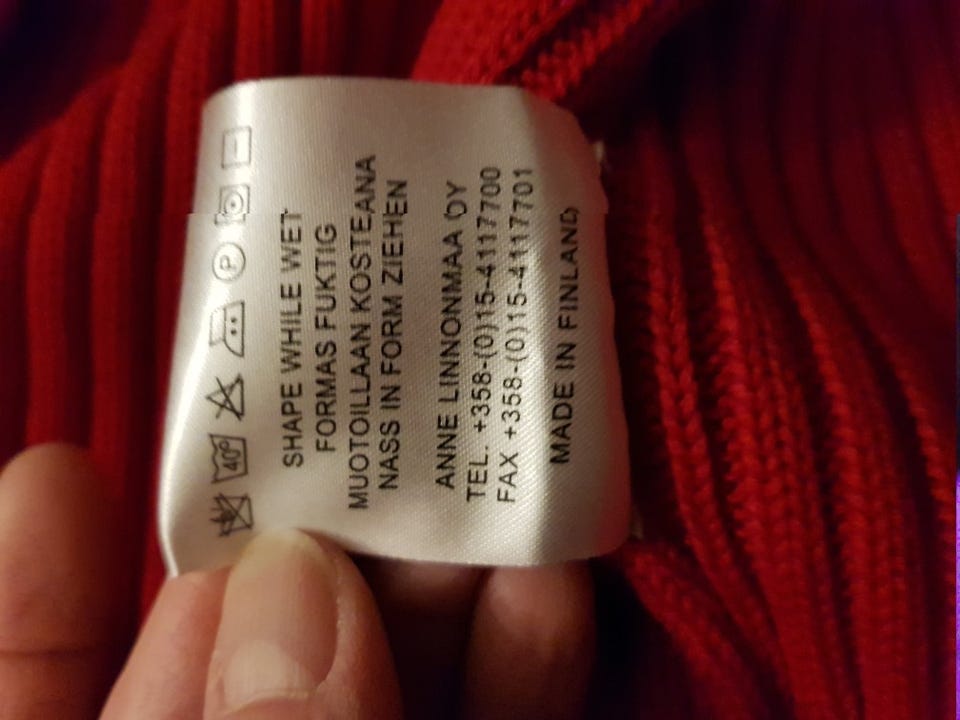 40°
P
SHAPE WHILE WET
FORMAS FUKTIG
MUOTOILLAAN KOSTEANA
NASS IN FORM ZIEHEN
ANNE LINNONMAA OY
TEL. +358-(0)15-4117700
FAX +358-(0)15-4117701
MADE IN FINLAND